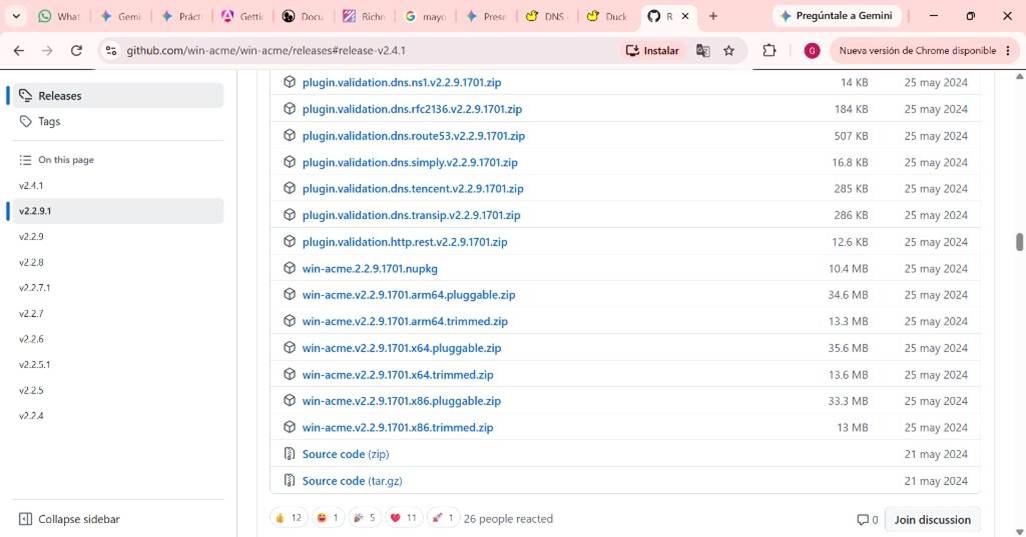 What
Gemi
Práct
Getti
Docu
Richn
mayo
Prese
DNS
Duck
R
Pregúntale a Gemini
github.com/win-acme/win-acme/releases#release-v2.4.1
Instalar
G
Nueva versión de Chrome disponible
Releases
Tags
On this page
v2.4.1
v2.2.9.1
v2.2.9
v2.2.8
v2.2.7.1
v2.2.7
v2.2.6
v2.2.5.1
v2.2.5
v2.2.4
Collapse sidebar
plugin.validation.dns.ns1.v2.2.9.1701.zip 14 KB 25 may 2024
plugin.validation.dns.rfc2136.v2.2.9.1701.zip 184 KB 25 may 2024
plugin.validation.dns.route53.v2.2.9.1701.zip 507 KB 25 may 2024
plugin.validation.dns.simply.v2.2.9.1701.zip 16.8 KB 25 may 2024
plugin.validation.dns.tencent.v2.2.9.1701.zip 285 KB 25 may 2024
plugin.validation.dns.transip.v2.2.9.1701.zip 286 KB 25 may 2024
plugin.validation.http.rest.v2.2.9.1701.zip 12.6 KB 25 may 2024
win-acme.2.2.9.1701.nupkg 10.4 MB 25 may 2024
win-acme.v2.2.9.1701.arm64.pluggable.zip 34.6 MB 25 may 2024
win-acme.v2.2.9.1701.arm64.trimmed.zip 13.3 MB 25 may 2024
win-acme.v2.2.9.1701.x64.pluggable.zip 35.6 MB 25 may 2024
win-acme.v2.2.9.1701.x64.trimmed.zip 13.6 MB 25 may 2024
win-acme.v2.2.9.1701.x86.pluggable.zip 33.3 MB 25 may 2024
win-acme.v2.2.9.1701.x86.trimmed.zip 13 MB 25 may 2024
Source code (zip) 21 may 2024
Source code (tar.gz) 21 may 2024
12 1 5 11 1 26 people reacted 0 Join discussion